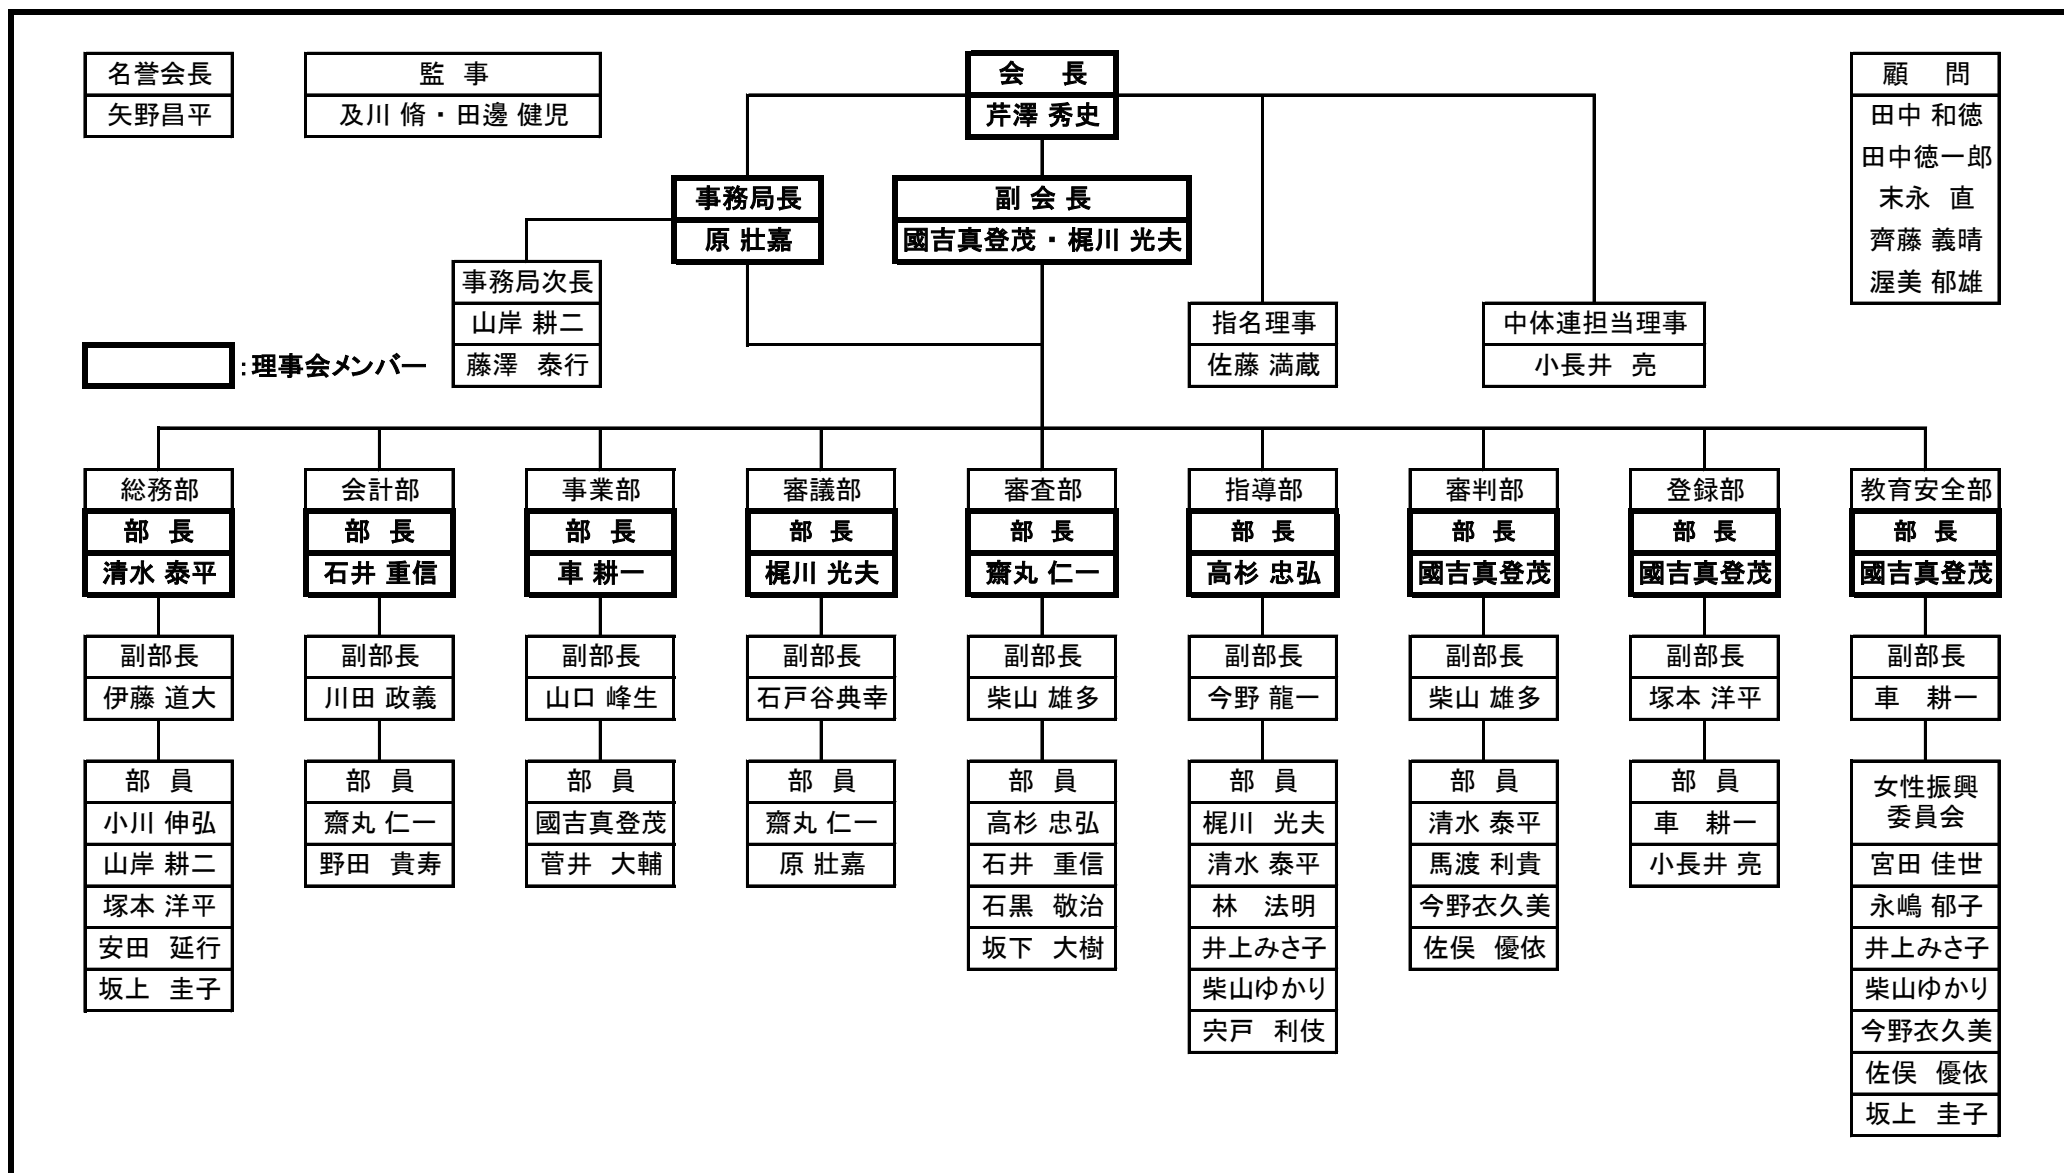 名誉会長
矢野昌平
監 事
及川 脩・田邊 健児
会 長
芹澤 秀史
顧 問
田中 和徳
田中徳一郎
末永 直
齊藤 義晴
渥美 郁雄
事務局長
原 壯嘉
副 会 長
國吉真登茂・梶川 光夫
事務局次長
山岸 耕二
藤澤 泰行
指名理事
佐藤 満蔵
中体連担当理事
小長井 亮
：理事会メンバー
総務部
部 長
清水 泰平
副部長
伊藤 道大
部 員
小川 伸弘
山岸 耕二
塚本 洋平
安田 延行
坂上 圭子
会計部
部 長
石井 重信
副部長
川田 政義
部 員
齋丸 仁一
野田 貴寿
事業部
部 長
車 耕一
副部長
山口 峰生
部 員
國吉真登茂
菅井 大輔
審議部
部 長
梶川 光夫
副部長
石戸谷典幸
部 員
齋丸 仁一
原 壯嘉
審査部
部 長
齋丸 仁一
副部長
柴山 雄多
部 員
高杉 忠弘
石井 重信
石黒 敬治
坂下 大樹
指導部
部 長
高杉 忠弘
副部長
今野 龍一
部 員
梶川 光夫
清水 泰平
林 法明
井上みさ子
柴山ゆかり
宍戸 利伎
審判部
部 長
國吉真登茂
副部長
柴山 雄多
部 員
清水 泰平
馬渡 利貴
今野衣久美
佐俣 優依
登録部
部 長
國吉真登茂
副部長
塚本 洋平
部 員
車 耕一
小長井 亮
教育安全部
部 長
國吉真登茂
副部長
車 耕一
女性振興
委員会
宮田 佳世
永嶋 郁子
井上みさ子
柴山ゆかり
今野衣久美
佐俣 優依
坂上 圭子